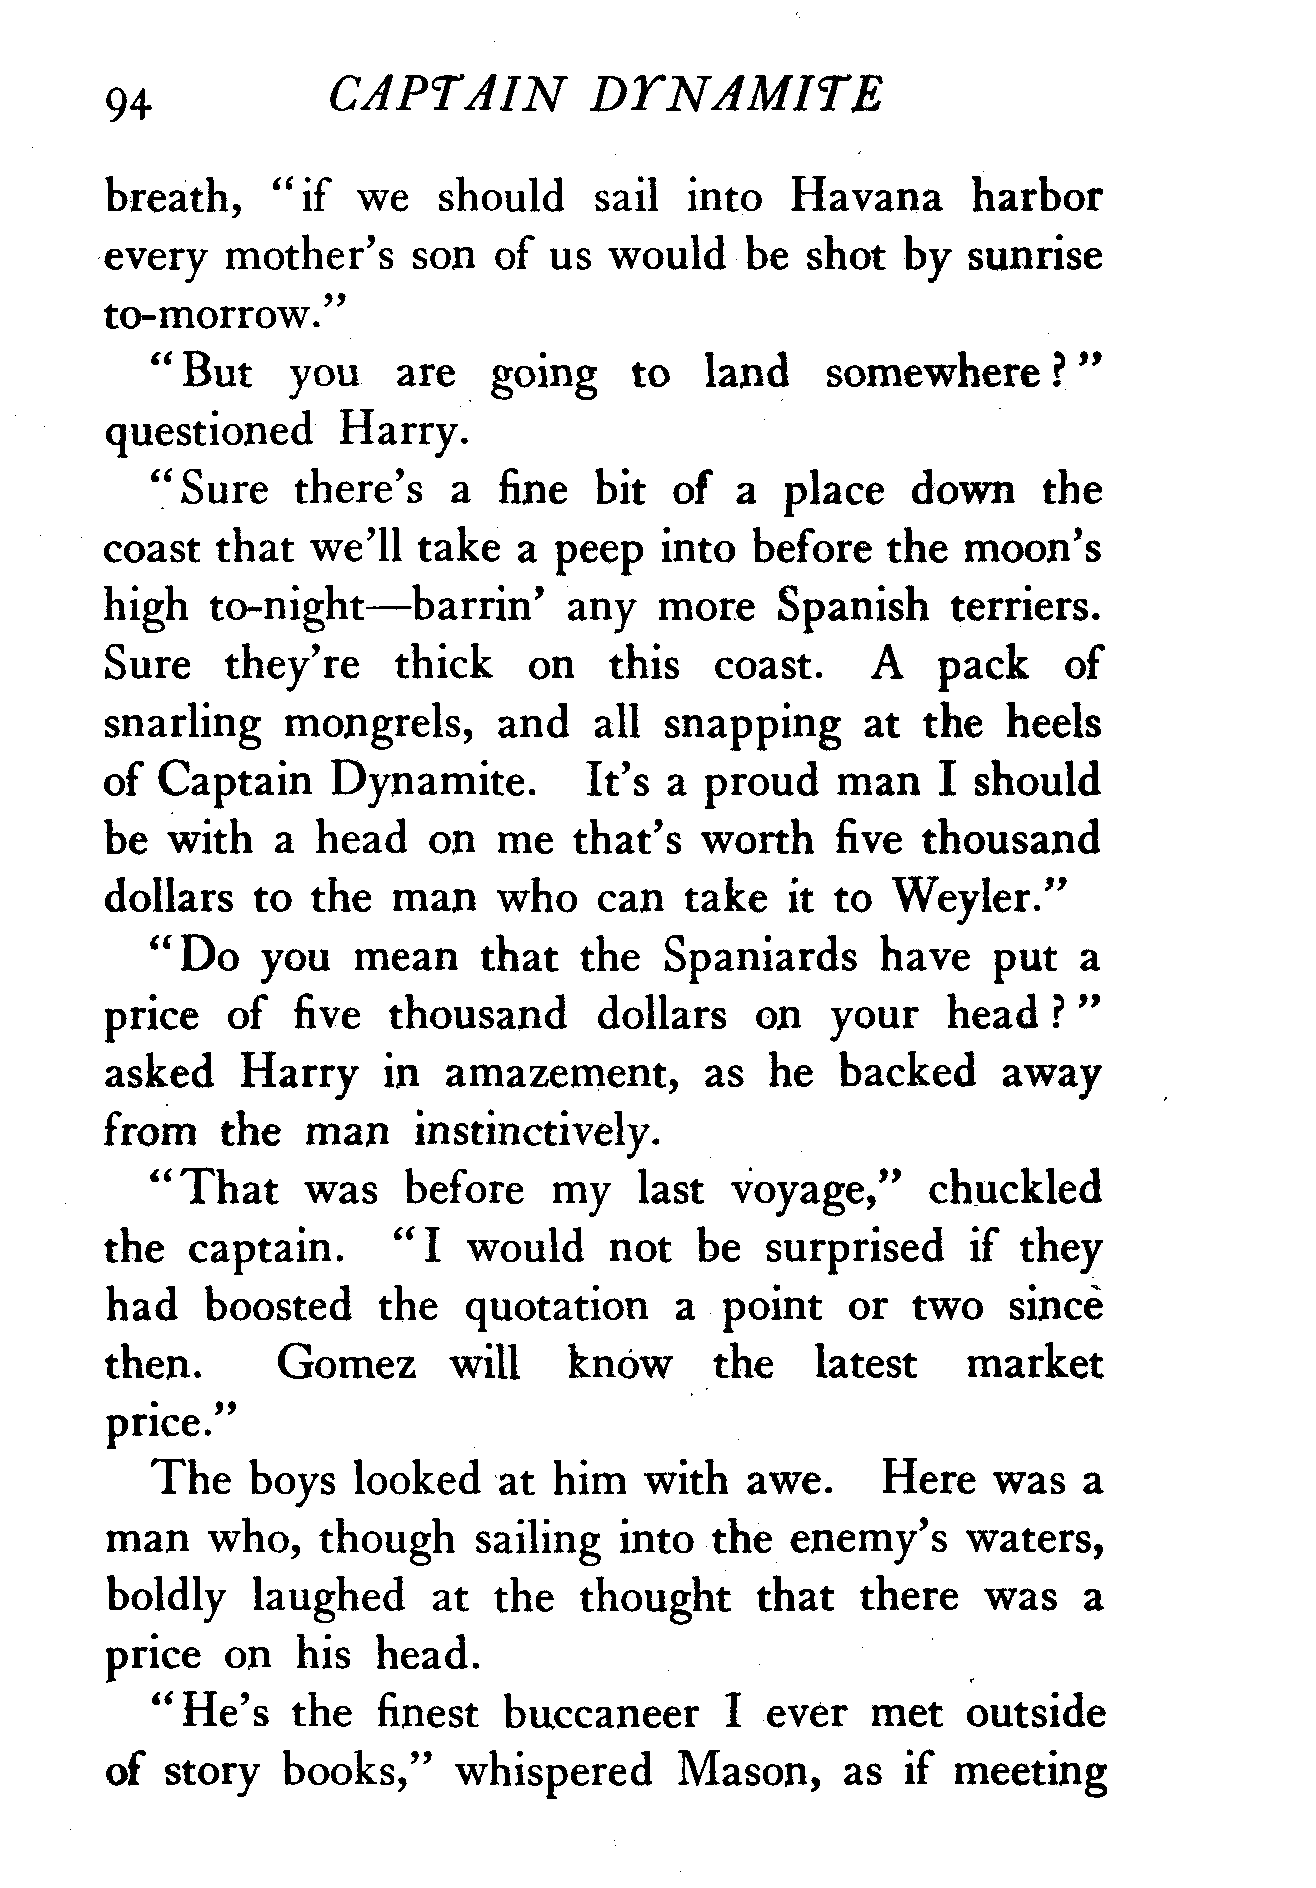 94 CAPTAIN DYNAMITE
breath, "if we should sail into Havana harbor
every mother's son of us would be shot by sunrise
to-morrow."
"But you are going to land somewhere?"
questioned Harry.
"Sure there's a fine bit of a place down the
coast that we'll take a peep into before the moon's
high to-night—barrin' any more Spanish terriers.
Sure they're thick on this coast. A pack of
snarling mongrels, and all snapping at the heels
of Captain Dynamite. It's a proud man I should
be with a head on me that's worth five thousand
dollars to the man who can take it to Weyler."
"Do you mean that the Spaniards have put a
price of five thousand dollars on your head?"
asked Harry in amazement, as he backed away
from the man instinctively.
"That was before my last voyage," chuckled
the captain. "I would not be surprised if they
had boosted the quotation a point or two since
then. Gomez will know the latest market
price."
The boys looked at him with awe. Here was a
man who, though sailing into the enemy's waters,
boldly laughed at the thought that there was a
price on his head.
"He's the finest buccaneer I ever met outside
of story books," whispered Mason, as if meeting